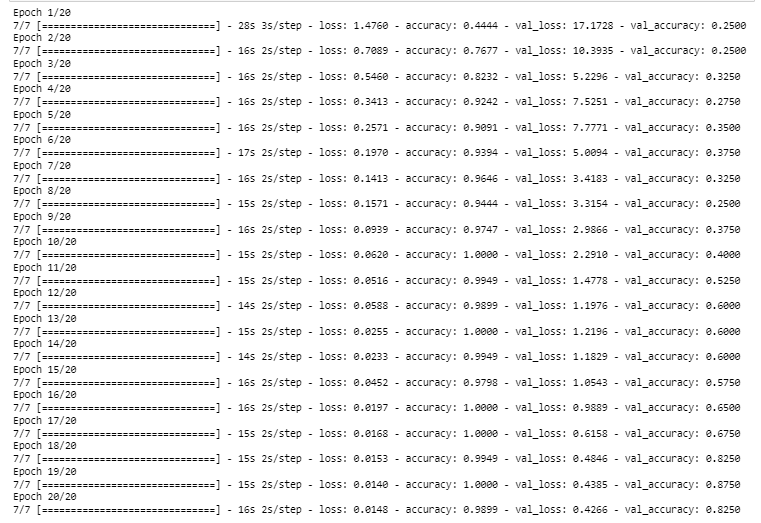 Epoch 1/20
7/7 [==============================] - 28s 3s/step - loss: 1.4760 - accuracy: 0.4444 - val_loss: 17.1728 - val_accuracy: 0.2500
Epoch 2/20
7/7 [==============================] - 16s 2s/step - loss: 0.7089 - accuracy: 0.7677 - val_loss: 10.3935 - val_accuracy: 0.2500
Epoch 3/20
7/7 [==============================] - 16s 2s/step - loss: 0.5460 - accuracy: 0.8232 - val_loss: 5.2296 - val_accuracy: 0.3250
Epoch 4/20
7/7 [==============================] - 16s 2s/step - loss: 0.3413 - accuracy: 0.9242 - val_loss: 7.5251 - val_accuracy: 0.2750
Epoch 5/20
7/7 [==============================] - 16s 2s/step - loss: 0.2571 - accuracy: 0.9091 - val_loss: 7.7771 - val_accuracy: 0.3500
Epoch 6/20
7/7 [==============================] - 17s 2s/step - loss: 0.1970 - accuracy: 0.9394 - val_loss: 5.0094 - val_accuracy: 0.3750
Epoch 7/20
7/7 [==============================] - 16s 2s/step - loss: 0.1413 - accuracy: 0.9646 - val_loss: 3.4183 - val_accuracy: 0.3250
Epoch 8/20
7/7 [==============================] - 15s 2s/step - loss: 0.1571 - accuracy: 0.9444 - val_loss: 3.3154 - val_accuracy: 0.2500
Epoch 9/20
7/7 [==============================] - 16s 2s/step - loss: 0.0939 - accuracy: 0.9747 - val_loss: 2.9866 - val_accuracy: 0.3750
Epoch 10/20
7/7 [==============================] - 15s 2s/step - loss: 0.0620 - accuracy: 1.0000 - val_loss: 2.2910 - val_accuracy: 0.4000
Epoch 11/20
7/7 [==============================] - 15s 2s/step - loss: 0.0516 - accuracy: 0.9949 - val_loss: 1.4778 - val_accuracy: 0.5250
Epoch 12/20
7/7 [==============================] - 14s 2s/step - loss: 0.0588 - accuracy: 0.9899 - val_loss: 1.1976 - val_accuracy: 0.6000
Epoch 13/20
7/7 [==============================] - 15s 2s/step - loss: 0.0255 - accuracy: 1.0000 - val_loss: 1.2196 - val_accuracy: 0.6000
Epoch 14/20
7/7 [==============================] - 14s 2s/step - loss: 0.0233 - accuracy: 0.9949 - val_loss: 1.1829 - val_accuracy: 0.6000
Epoch 15/20
7/7 [==============================] - 16s 2s/step - loss: 0.0452 - accuracy: 0.9798 - val_loss: 1.0543 - val_accuracy: 0.5750
Epoch 16/20
7/7 [==============================] - 16s 2s/step - loss: 0.0197 - accuracy: 1.0000 - val_loss: 0.9889 - val_accuracy: 0.6500
Epoch 17/20
7/7 [==============================] - 15s 2s/step - loss: 0.0168 - accuracy: 1.0000 - val_loss: 0.6158 - val_accuracy: 0.6750
Epoch 18/20
7/7 [==============================] - 15s 2s/step - loss: 0.0153 - accuracy: 0.9949 - val_loss: 0.4846 - val_accuracy: 0.8250
Epoch 19/20
7/7 [==============================] - 15s 2s/step - loss: 0.0140 - accuracy: 1.0000 - val_loss: 0.4385 - val_accuracy: 0.8750
Epoch 20/20
7/7 [==============================] - 16s 2s/step - loss: 0.0148 - accuracy: 0.9899 - val_loss: 0.4266 - val_accuracy: 0.8250